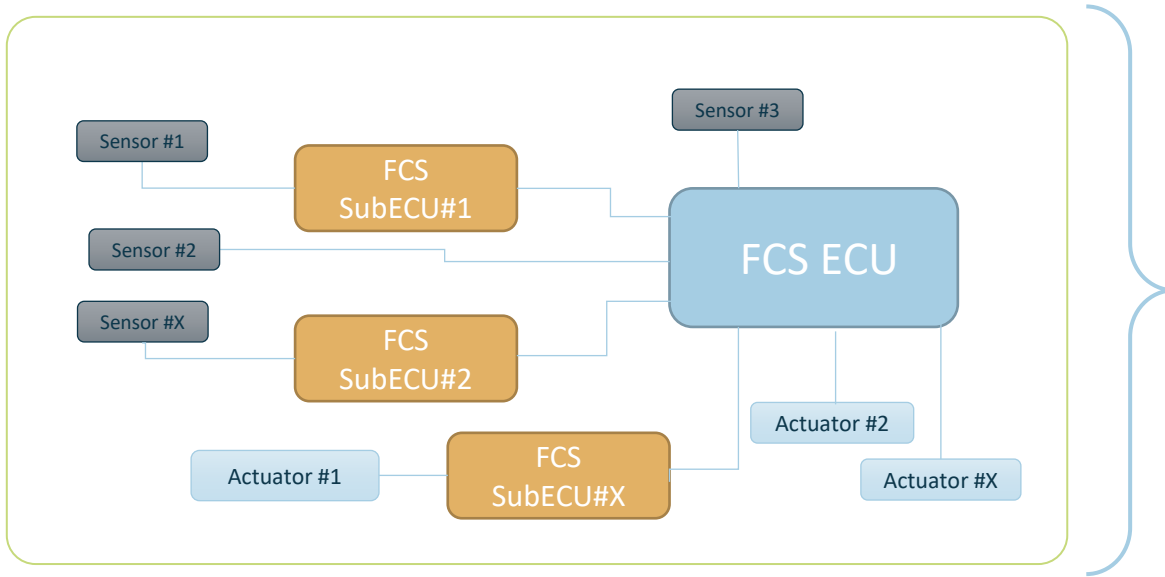 Sensor #3
Sensor #1
FCS
SubECU#1
Sensor #2
FCS ECU
Sensor #X
FCS
SubECU#2
Actuator #2
Actuator #1
FCS
SubECU#X
Actuator #X